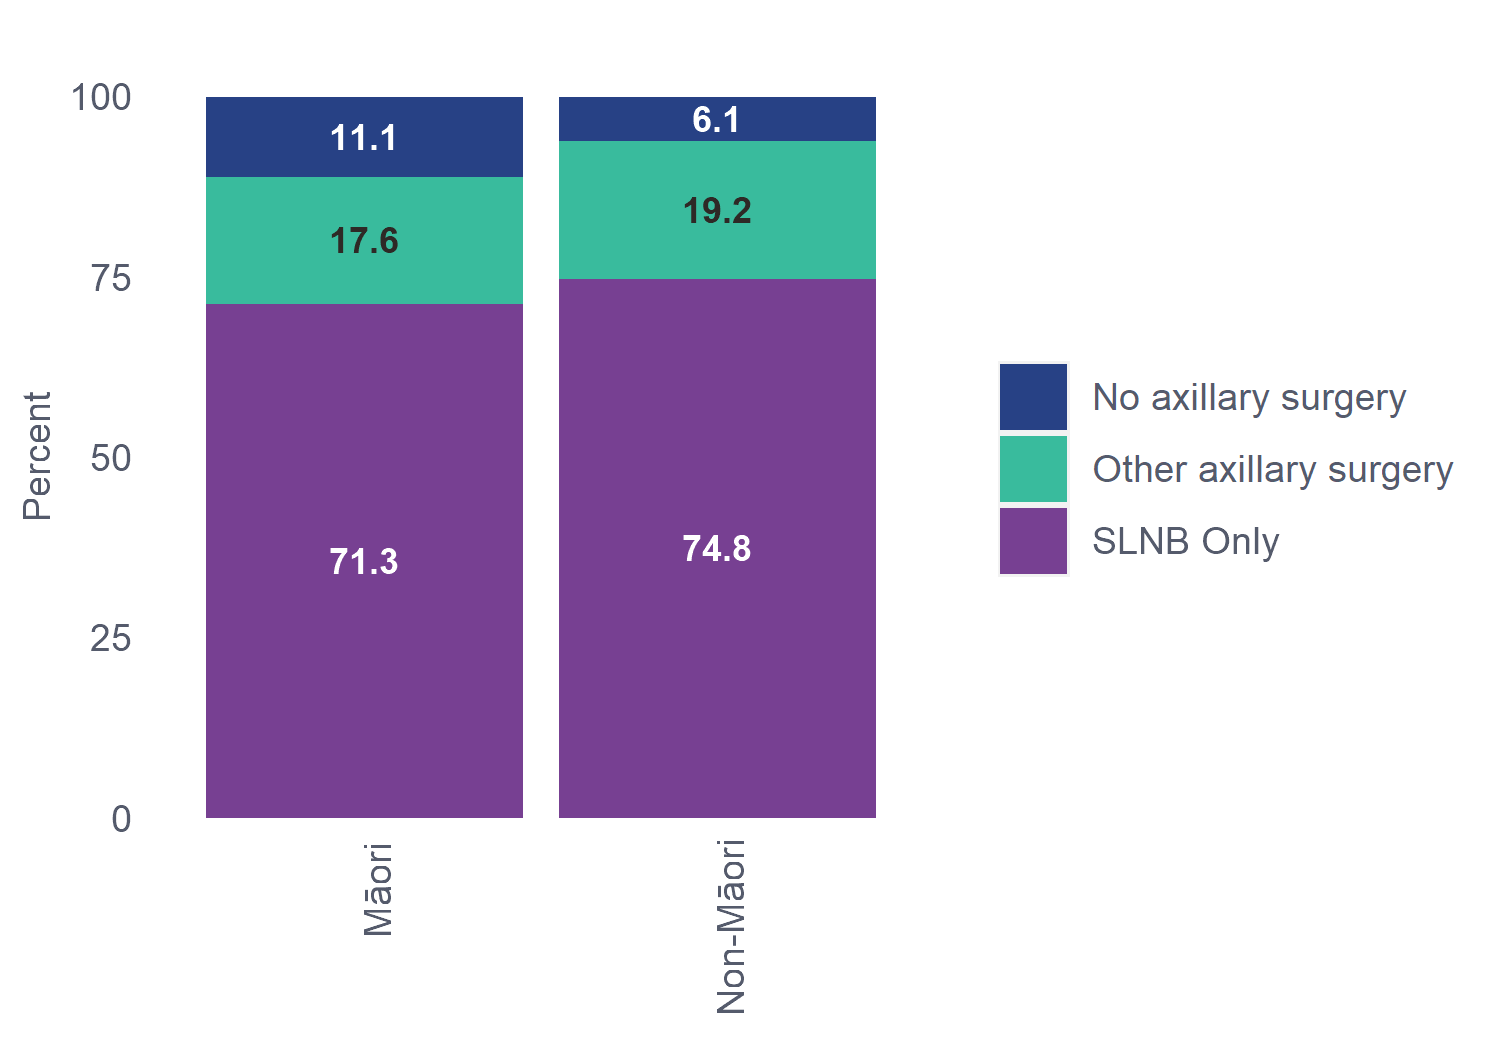 100
75
50
25
0
Percent
11.1
17.6
71.3
6.1
19.2
74.8
Māori
Non-Māori
No axillary surgery
Other axillary surgery
SLNB Only